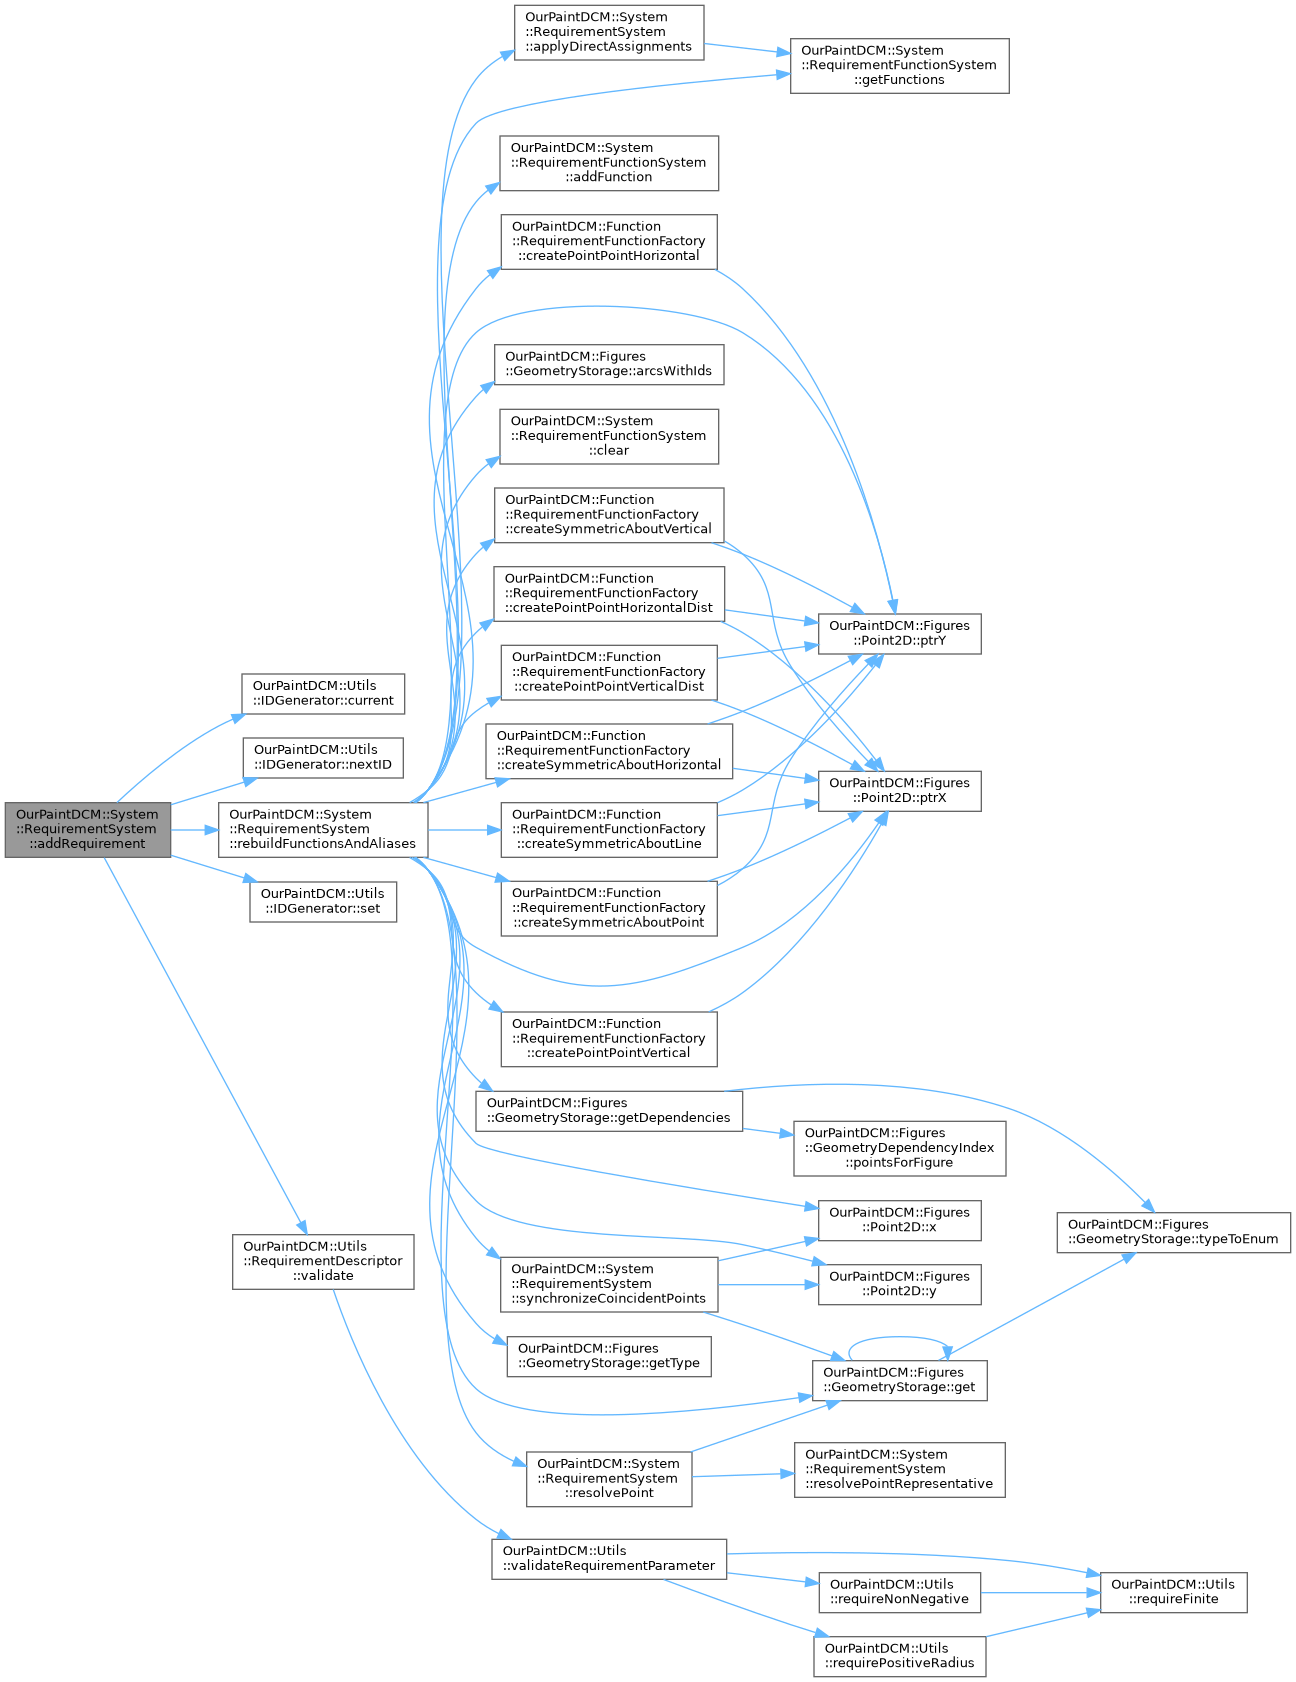 OurPaintDCM::System
::RequirementSystem
::addRequirement
OurPaintDCM::Utils
::IDGenerator::current
OurPaintDCM::Utils
::IDGenerator::nextID
OurPaintDCM::System
::RequirementSystem
::rebuildFunctionsAndAliases
OurPaintDCM::Utils
::IDGenerator::set
OurPaintDCM::Utils
::RequirementDescriptor
::validate
OurPaintDCM::System
::RequirementSystem
::applyDirectAssignments
OurPaintDCM::System
::RequirementFunctionSystem
::getFunctions
OurPaintDCM::System
::RequirementFunctionSystem
::addFunction
OurPaintDCM::Function
::RequirementFunctionFactory
::createPointPointHorizontal
OurPaintDCM::Figures
::GeometryStorage::arcsWithIds
OurPaintDCM::System
::RequirementFunctionSystem
::clear
OurPaintDCM::Function
::RequirementFunctionFactory
::createSymmetricAboutVertical
OurPaintDCM::Function
::RequirementFunctionFactory
::createPointPointHorizontalDist
OurPaintDCM::Figures
::Point2D::ptrY
OurPaintDCM::Function
::RequirementFunctionFactory
::createPointPointVerticalDist
OurPaintDCM::Function
::RequirementFunctionFactory
::createSymmetricAboutHorizontal
OurPaintDCM::Figures
::Point2D::ptrX
OurPaintDCM::Function
::RequirementFunctionFactory
::createSymmetricAboutLine
OurPaintDCM::Function
::RequirementFunctionFactory
::createSymmetricAboutPoint
OurPaintDCM::Function
::RequirementFunctionFactory
::createPointPointVertical
OurPaintDCM::Figures
::GeometryStorage::getDependencies
OurPaintDCM::Figures
::GeometryDependencyIndex
::pointsForFigure
OurPaintDCM::Figures
::Point2D::x
OurPaintDCM::Figures
::GeometryStorage::typeToEnum
OurPaintDCM::System
::RequirementSystem
::synchronizeCoincidentPoints
OurPaintDCM::Figures
::Point2D::y
OurPaintDCM::Figures
::GeometryStorage::getType
OurPaintDCM::Figures
::GeometryStorage::get
OurPaintDCM::System
::RequirementSystem
::resolvePoint
OurPaintDCM::System
::RequirementSystem
::resolvePointRepresentative
OurPaintDCM::Utils
::validateRequirementParameter
OurPaintDCM::Utils
::requireNonNegative
OurPaintDCM::Utils
::requireFinite
OurPaintDCM::Utils
::requirePositiveRadius